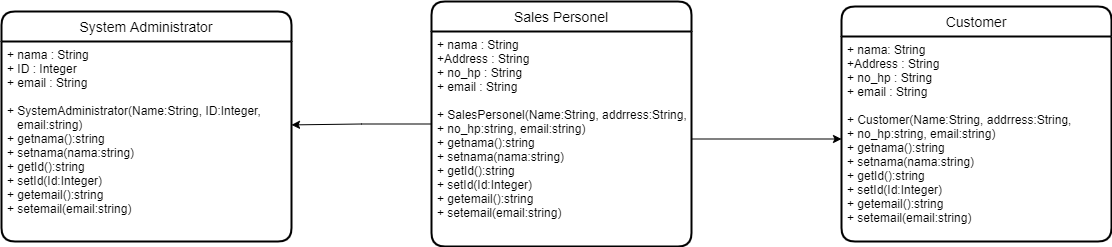 System Administrator
+ nama : String
+ ID : Integer
+ email : String
+ SystemAdministrator(Name:String, ID:Integer,
email:string)
+ getnama():string
+ setnama(nama:string)
+ getId():string
+ setId(Id:Integer)
+ getemail():string
+ setemail(email:string)
Sales Personel
+ nama : String
+Address : String
+ no_hp : String
+ email : String
+ SalesPersonel(Name:String, addrress:String,
+ no_hp:string, email:string)
+ getnama():string
+ setnama(nama:string)
+ getId():string
+ setId(Id:Integer)
+ getemail():string
+ setemail(email:string)
Customer
+ nama: String
+Address : String
+ no_hp : String
+ email : String
+ Customer(Name:String, addrress:String,
+ no_hp:string, email:string)
+ getnama():string
+ setnama(nama:string)
+ getId():string
+ setId(Id:Integer)
+ getemail():string
+ setemail(email:string)